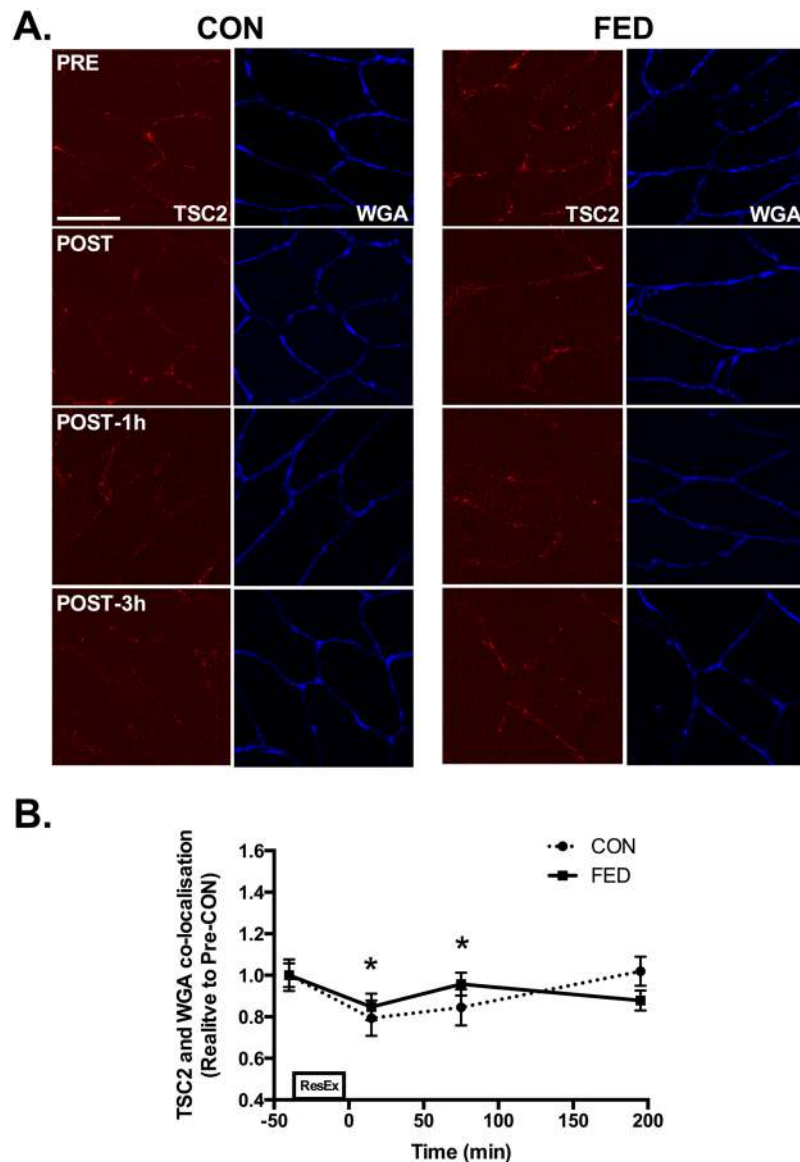 A.
CON
FED
PRE
TSC2
WGA
TSC2
WGA
POST
POST-1h
POST-3h
B.
TSC2 and WGA co-localisation
(Realitve to Pre-CON)
1.6
1.4
1.2
1.0
0.8
0.6
0.4
CON
FED
*
*
ResEx
-50
0
50
100
150
200
Time (min)